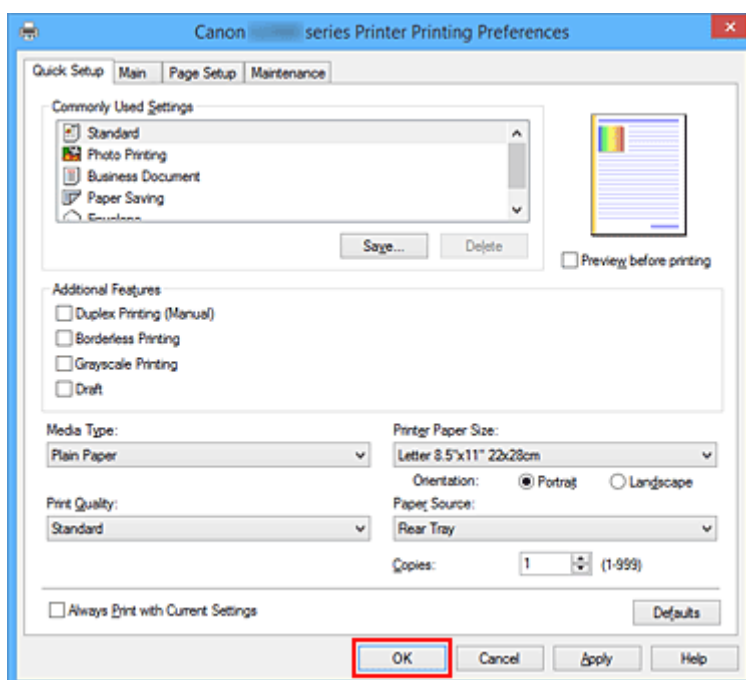 Canon series Printer Printing Preferences
Quick Setup Main Page Setup Maintenance
Commonly Used Settings
Standard
Photo Printing
Business Document
Paper Saving
Envelope
Save... Delete
Preview before printing
Additional Features
Duplex Printing (Manual)
Borderless Printing
Grayscale Printing
Draft
Media Type:
Plain Paper
Printer Paper Size:
Letter 8.5"x11" 22x28cm
Orientation: Portrait Landscape
Print Quality:
Standard
Paper Source:
Rear Tray
Copies: 1 (1-999)
Always Print with Current Settings
Defaults
OK Cancel Apply Help